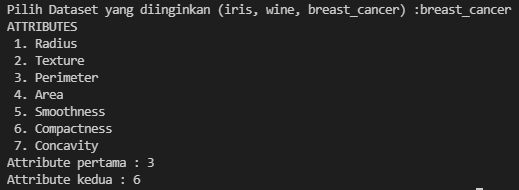 Pilih Dataset yang diinginkan (iris, wine, breast_cancer) :breast_cancer
ATTRIBUTES
1. Radius
2. Texture
3. Perimeter
4. Area
5. Smoothness
6. Compactness
7. Concavity
Attribute pertama : 3
Attribute kedua : 6